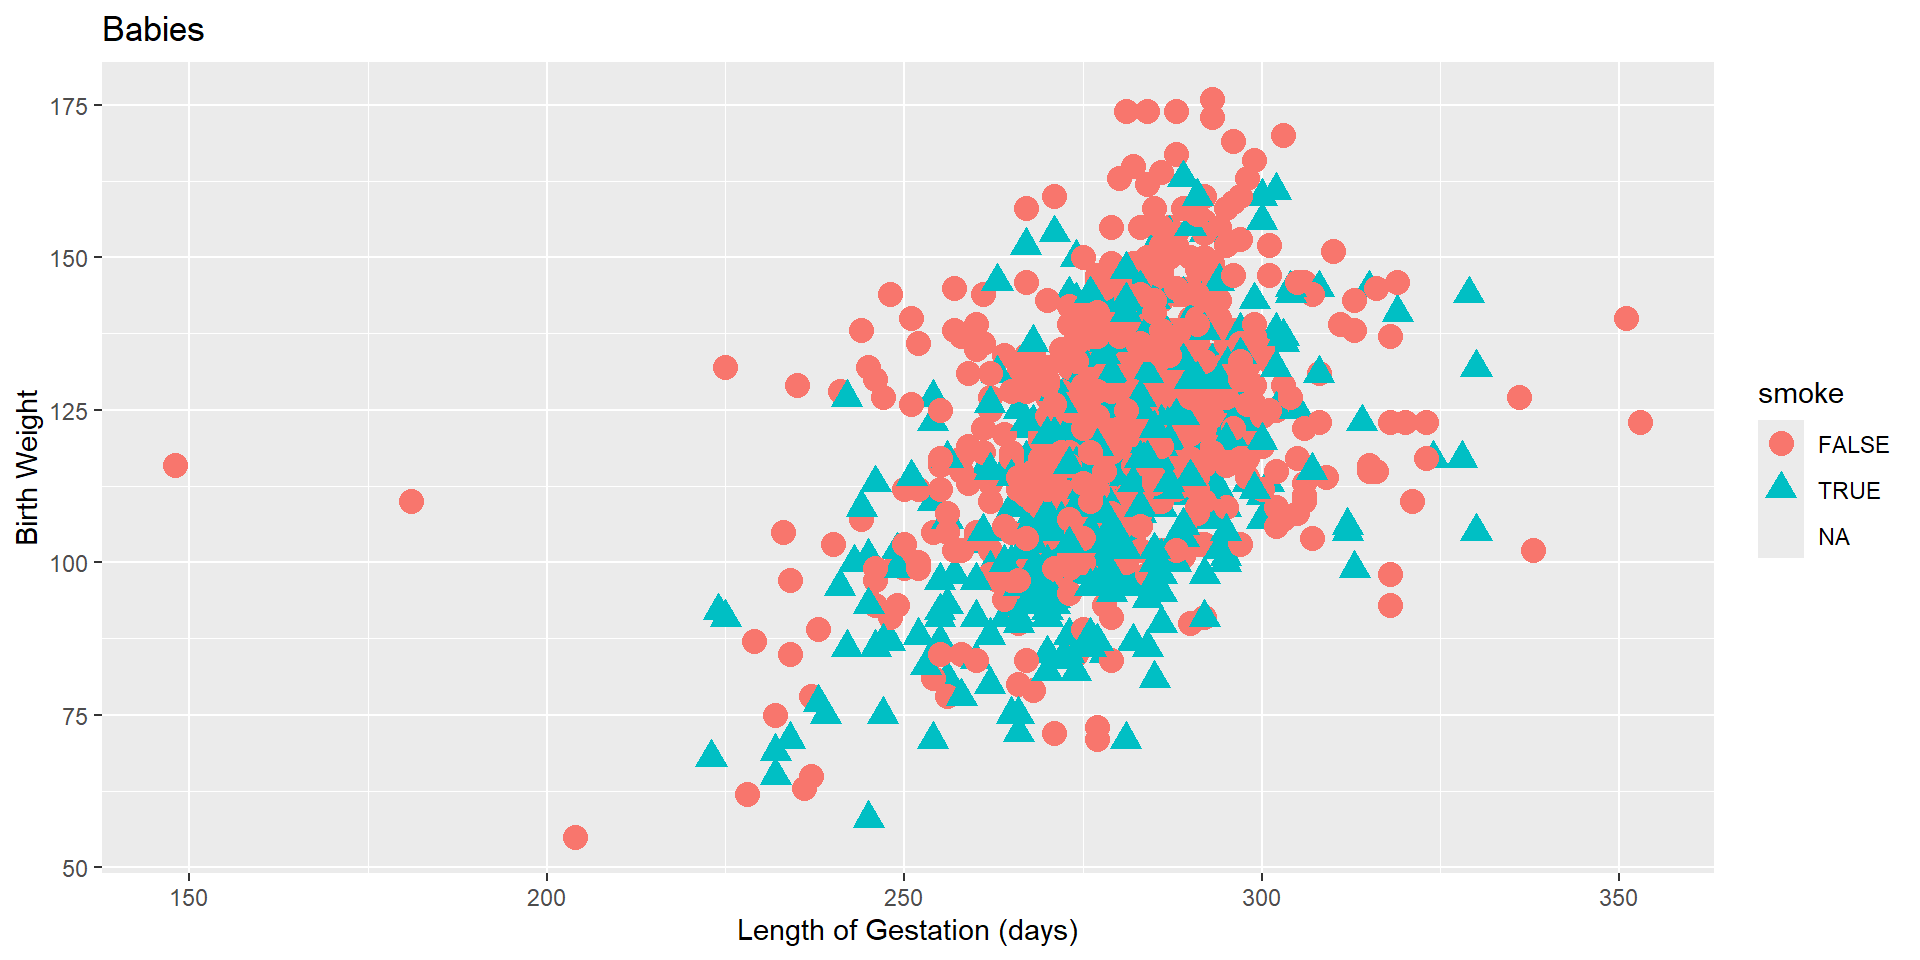 Babies
175
150
125
100
75
50
Birth Weight
150 200 250 300 350
Length of Gestation (days)
smoke
FALSE
TRUE
NA